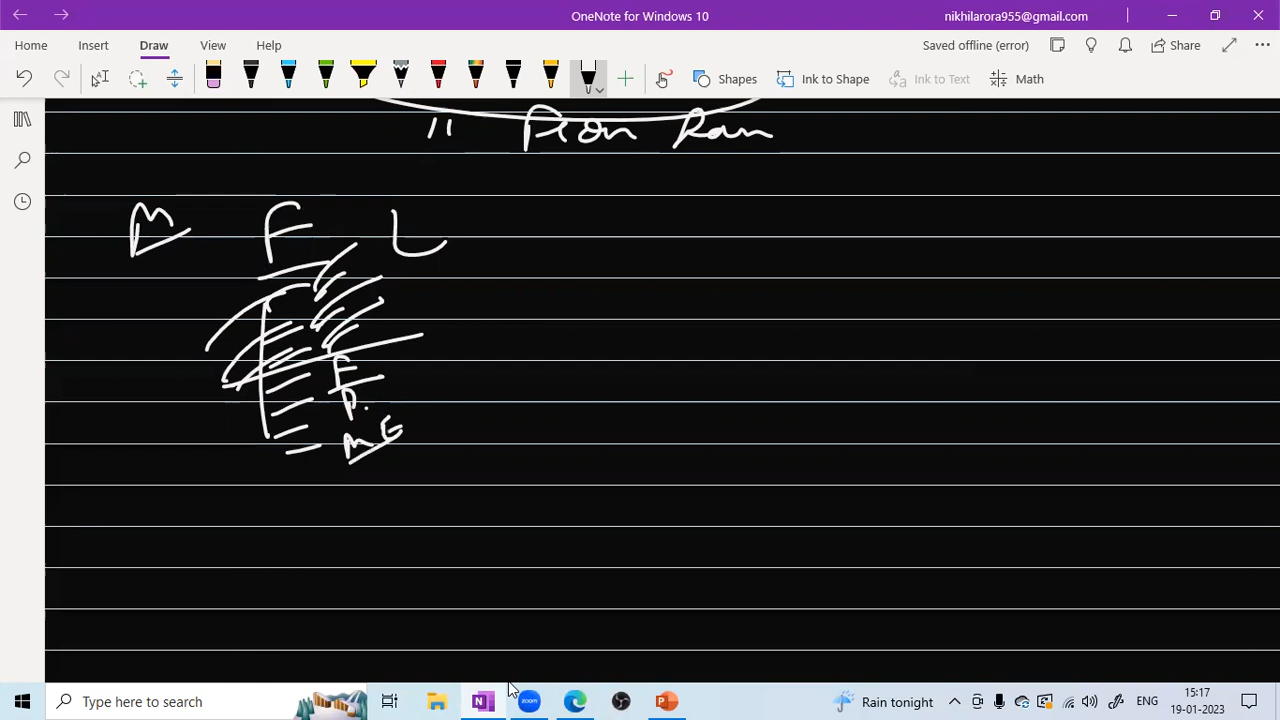 OneNote for Windows 10
nikhilarora955@gmail.com
Home Insert Draw View Help
Saved offline (error)
Share
Shapes
Ink to Shape
Ink to Text
Math
"
Ram
M F L
F
P.
M E
Type here to search
Rain tonight
ENG
15:17
19-01-2023